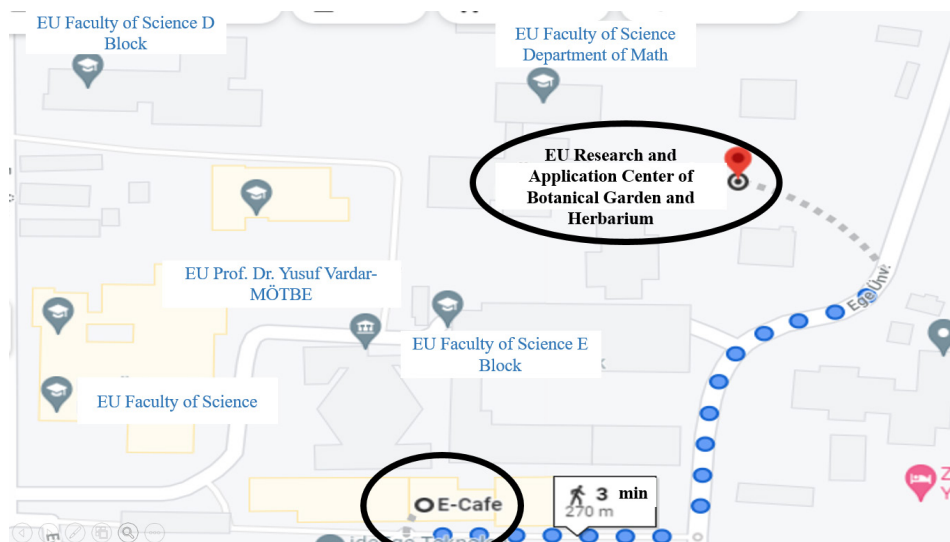 EU Faculty of Science D
Block
EU Faculty of Science
Department of Math
EU Research and
Application Center of
Botanical Garden and
Herbarium
EU Prof. Dr. Yusuf Vardar-
MÖTBE
Ege Ünv.
EU Faculty of Science E
Block
EU Faculty of Science
E-Cafe
3 min
270 m
Z
Y